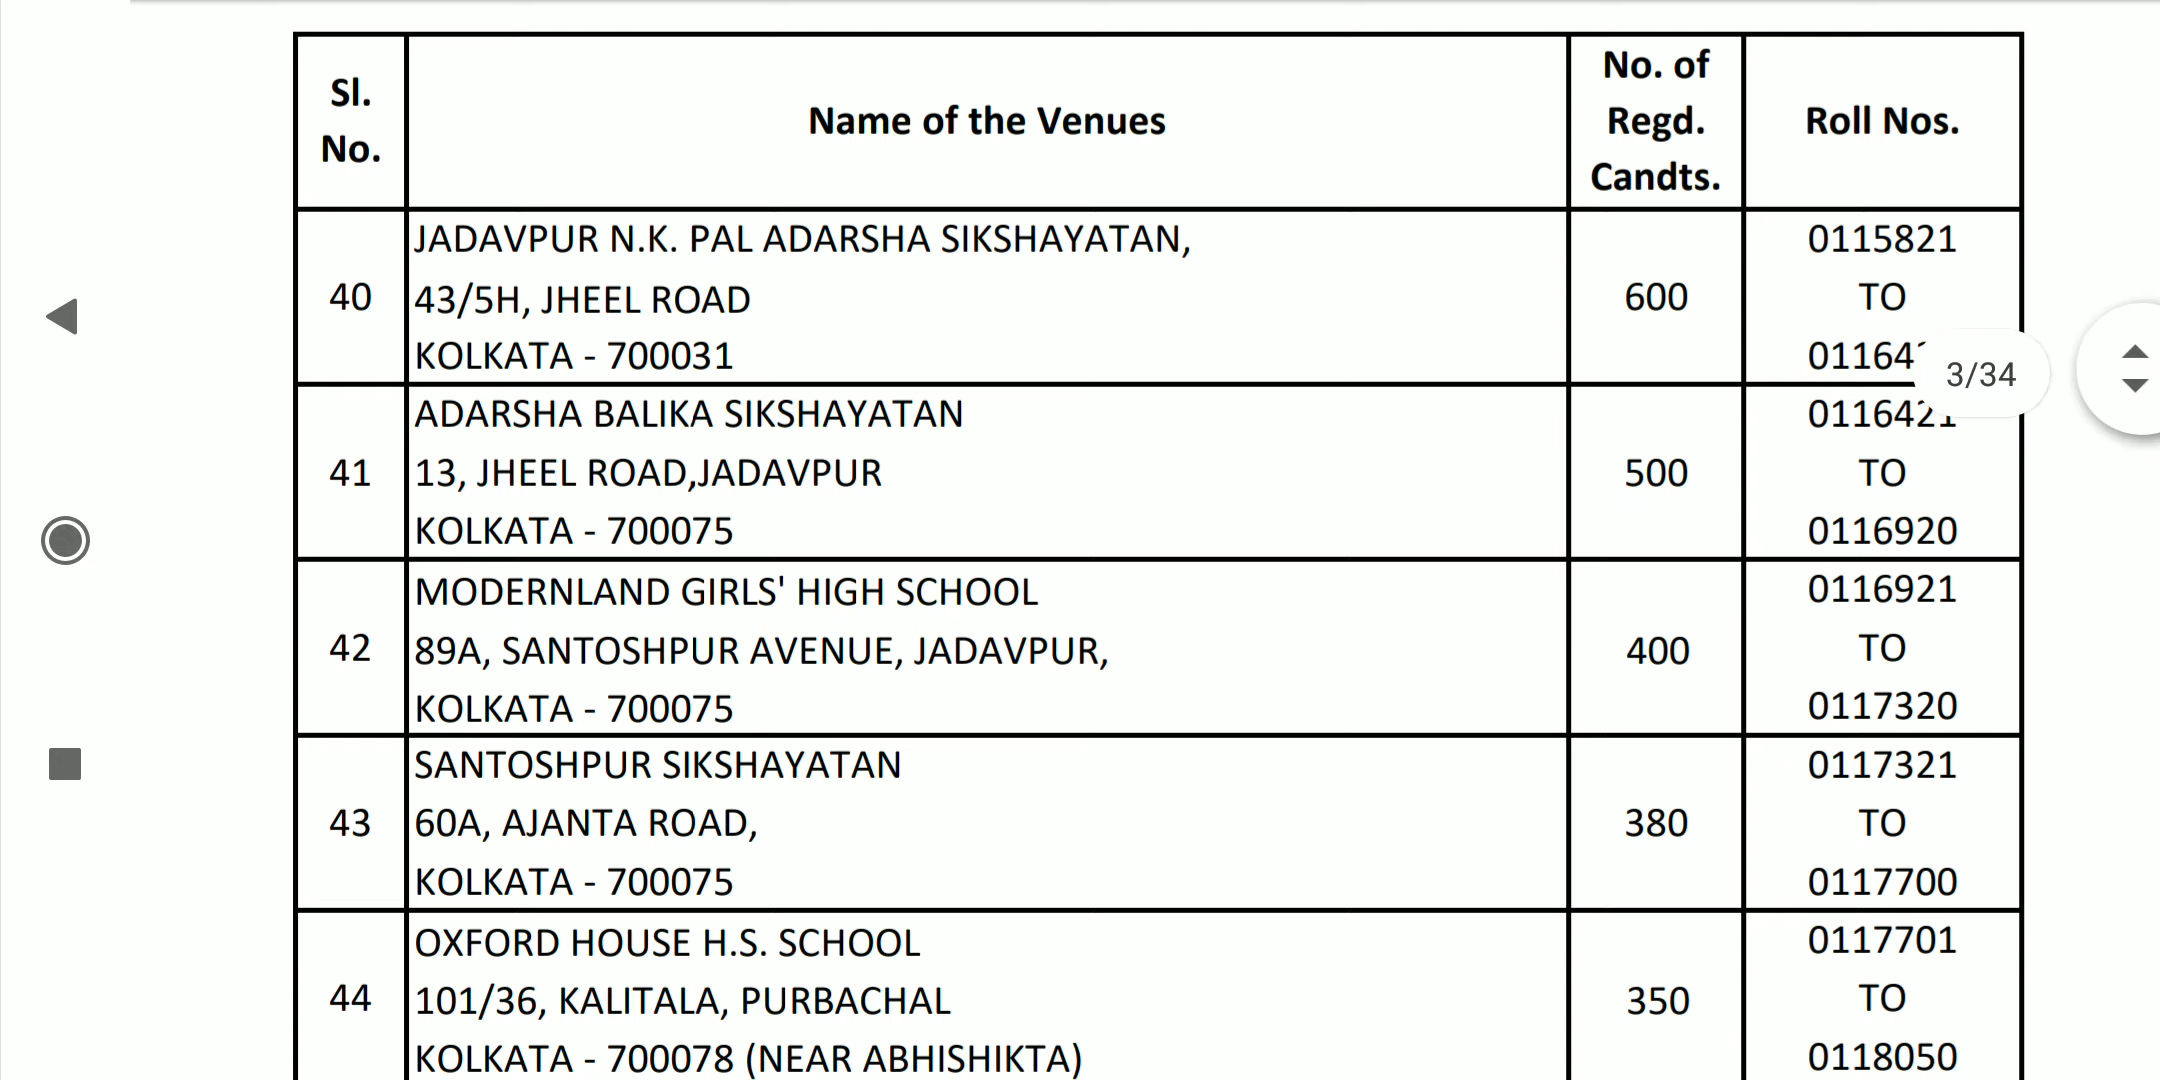 Sl. No.
Name of the Venues
No. of Regd. Candts.
Roll Nos.
40
JADAVPUR N.K. PAL ADARSHA SIKSHAYATAN,
43/5H, JHEEL ROAD
KOLKATA - 700031
600
0115821
TO
3/34
41
ADARSHA BALIKA SIKSHAYATAN
13, JHEEL ROAD,JADAVPUR
KOLKATA - 700075
500
0116421
TO
0116920
42
MODERNLAND GIRLS' HIGH SCHOOL
89A, SANTOSHPUR AVENUE, JADAVPUR,
KOLKATA - 700075
400
0116921
TO
0117320
43
SANTOSHPUR SIKSHAYATAN
60A, AJANTA ROAD,
KOLKATA - 700075
380
0117321
TO
0117700
44
OXFORD HOUSE H.S. SCHOOL
101/36, KALITALA, PURBACHAL
KOLKATA - 700078 (NEAR ABHISHIKTA)
350
0117701
TO
0118050